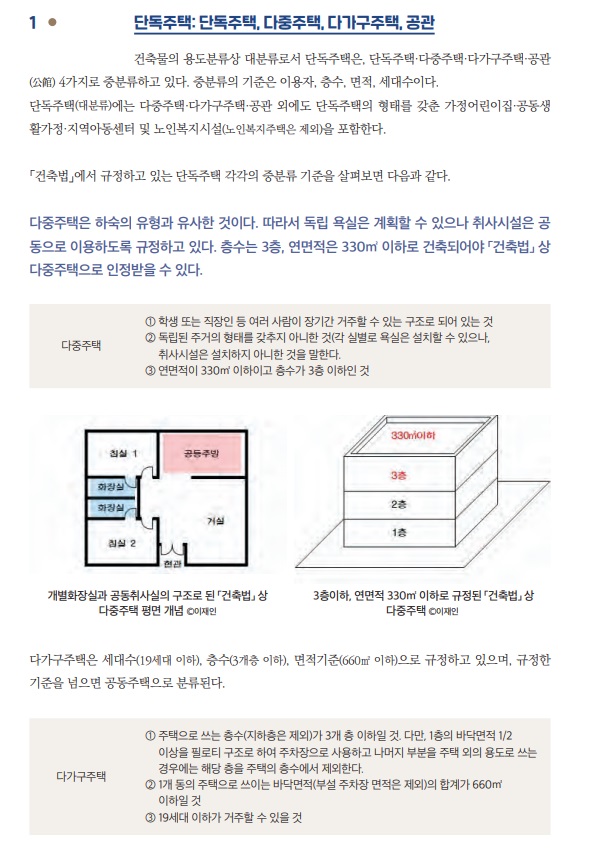 1 ● 단독주택: 단독주택, 다중주택, 다가구주택, 공관
건축물의 용도분류상 대분류로서 단독주택은, 단독주택·다중주택·다가구주택·공관
(公館) 4가지로 중분류하고 있다. 중분류의 기준은 이용자, 층수, 면적, 세대수이다.
단독주택(대분류)에는 다중주택·다가구주택·공관 외에도 단독주택의 형태를 갖춘 가정어린이집·공동생
활가정·지역아동센터 및 노인복지시설(노인복지주택은 제외)을 포함한다.
「건축법」에서 규정하고 있는 단독주택 각각의 중분류 기준을 살펴보면 다음과 같다.
다중주택은 하숙의 유형과 유사한 것이다. 따라서 독립 욕실은 계획할 수 있으나 취사시설은 공
동으로 이용하도록 규정하고 있다. 층수는 3층, 연면적은 330㎡ 이하로 건축되어야 「건축법」 상
다중주택으로 인정받을 수 있다.
다중주택
① 학생 또는 직장인 등 여러 사람이 장기간 거주할 수 있는 구조로 되어 있는 것
② 독립된 주거의 형태를 갖추지 아니한 것(각 실별로 욕실은 설치할 수 있으나,
취사시설은 설치하지 아니한 것을 말한다.
③ 연면적이 330㎡ 이하이고 층수가 3층 이하인 것
침실 1
공동주방
화장실
화장실
거실
침실 2
현관
330㎡이하
3층
2층
1층
개별화장실과 공동취사실의 구조로 된 「건축법」 상
다중주택 평면 개념 ©이재인
3층이하, 연면적 330㎡ 이하로 규정된 「건축법」 상
다중주택 ©이재인
다가구주택은 세대수(19세대 이하), 층수(3개층 이하), 면적기준(660㎡ 이하)으로 규정하고 있으며, 규정한
기준을 넘으면 공동주택으로 분류된다.
다가구주택
① 주택으로 쓰는 층수(지하층은 제외)가 3개 층 이하일 것. 다만, 1층의 바닥면적 1/2
이상을 필로티 구조로 하여 주차장으로 사용하고 나머지 부분을 주택 외의 용도로 쓰는
경우에는 해당 층을 주택의 층수에서 제외한다.
② 1개 동의 주택으로 쓰이는 바닥면적(부설 주차장 면적은 제외)의 합계가 660㎡
이하일 것
③ 19세대 이하가 거주할 수 있을 것